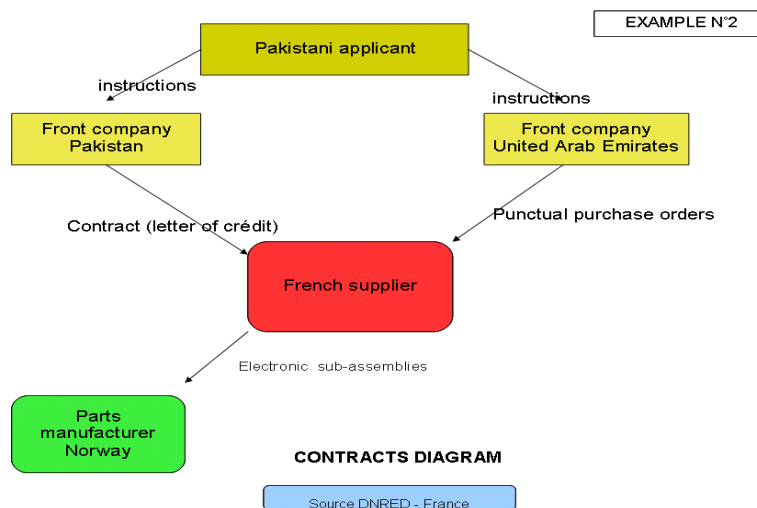 EXAMPLE N°2
Pakistani applicant
instructions
instructions
Front company
Pakistan
Front company
United Arab Emirates
Contract (letter of crédit)
Punctual purchase orders
French supplier
Electronic sub-assemblies
Parts
manufacturer
Norway
CONTRACTS DIAGRAM
Source DNRED - France